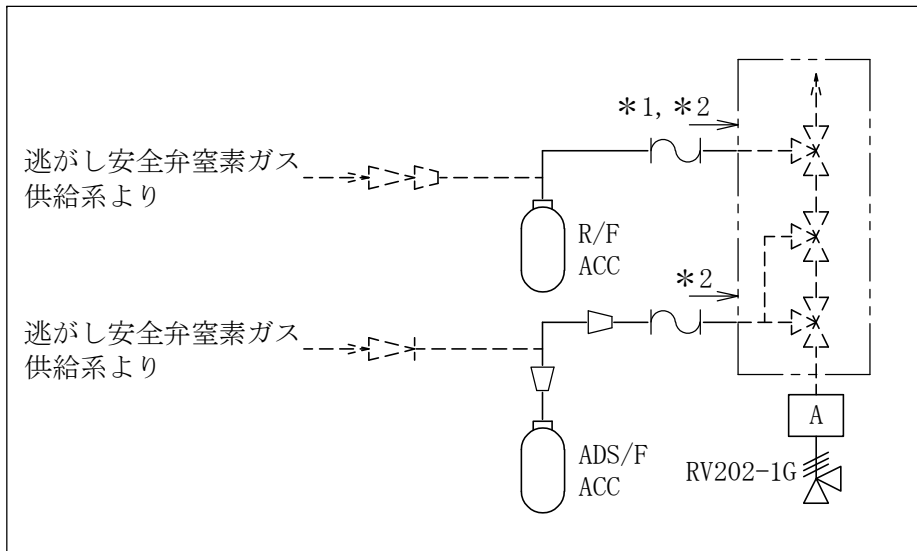 *1, *2
逃がし安全弁窒素ガス
供給系より
R/F
ACC
*2
逃がし安全弁窒素ガス
供給系より
A
ADS/F
ACC
RV202-1G